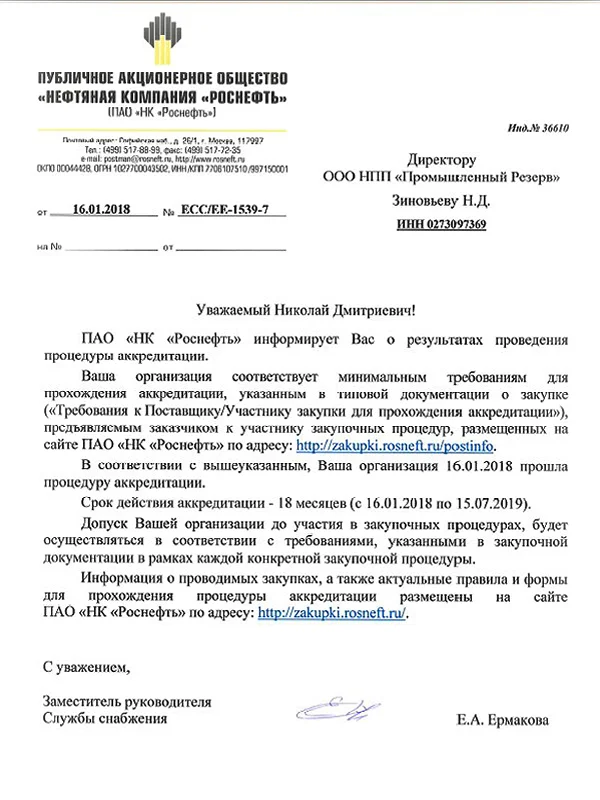 ПУБЛИЧНОЕ АКЦИОНЕРНОЕ ОБЩЕСТВО
«НЕФТЯНАЯ КОМПАНИЯ «РОСНЕФТЬ»
(ПАО «НК «Роснефть»)
Почтовый адрес: Софийская наб., д. 26/1, г. Москва, 117997
Тел.: (499) 517-88-99, факс: (499) 517-72-35
e-mail: postman@rosneft.ru, http://www.rosneft.ru
ОКПО 00044428, ОГРН 1027700043502, ИНН/КПП 7706107510/997150001
от 16.01.2018 № ЕСС/ЕЕ-1539-7
на № от
Инд.№ 36610
Директору
ООО НПП «Промышленный Резерв»
Зиновьеву Н.Д.
ИНН 0273097369
Уважаемый Николай Дмитриевич!
ПАО «НК «Роснефть» информирует Вас о результатах проведения
процедуры аккредитации.
Ваша организация соответствует минимальным требованиям для
прохождения аккредитации, указанным в типовой документации о закупке
(«Требования к Поставщику/Участнику закупки для прохождения аккредитации»),
предъявляемым заказчиком к участнику закупочных процедур, размещенных на
сайте ПАО «НК «Роснефть» по адресу: http://zakupki.rosneft.ru/postinfo.
В соответствии с вышеуказанным, Ваша организация 16.01.2018 прошла
процедуру аккредитации.
Срок действия аккредитации - 18 месяцев (с 16.01.2018 по 15.07.2019).
Допуск Вашей организации до участия в закупочных процедурах, будет
осуществляться в соответствии с требованиями, указанными в закупочной
документации в рамках каждой конкретной закупочной процедуры.
Информация о проводимых закупках, а также актуальные правила и формы
для прохождения процедуры аккредитации размещены на сайте
ПАО «НК «Роснефть» по адресу: http://zakupki.rosneft.ru/.
С уважением,
Заместитель руководителя
Службы снабжения
Е.А. Ермакова